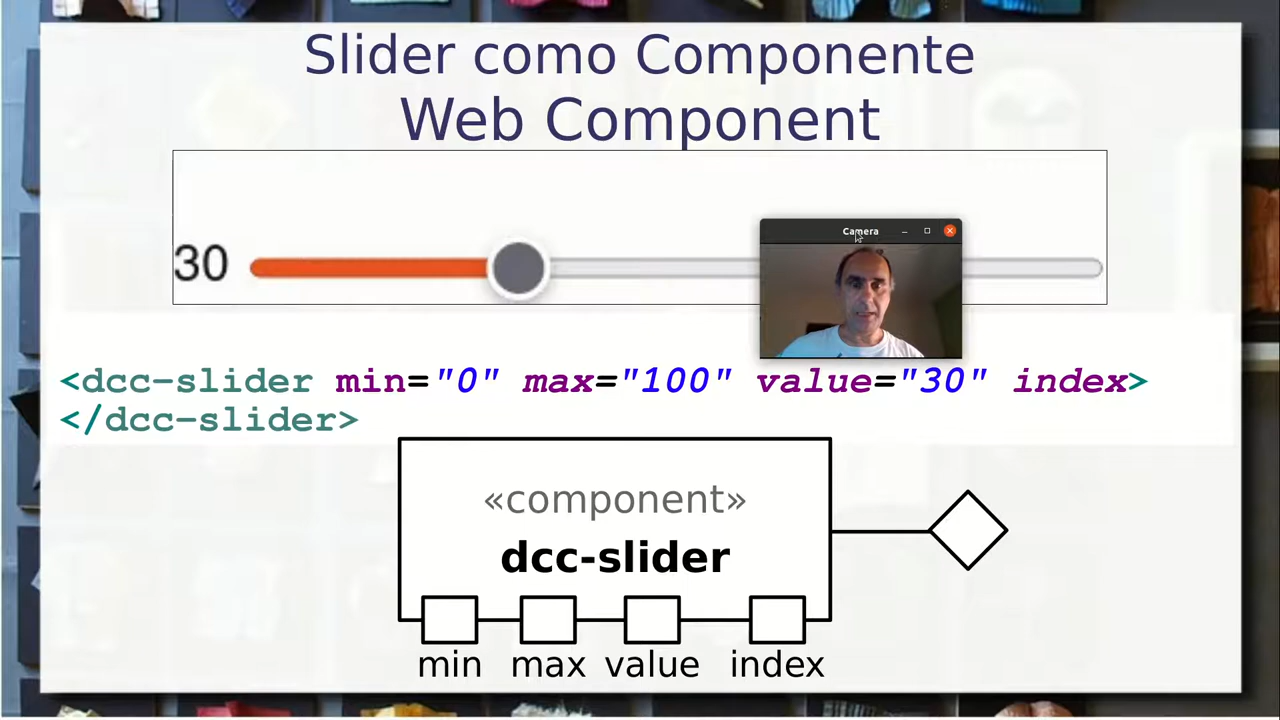 Slider como Componente
Web Component
30
Camera
<dcc-slider min="0" max="100" value="30" index>
</dcc-slider>
«component»
dcc-slider
min max value index